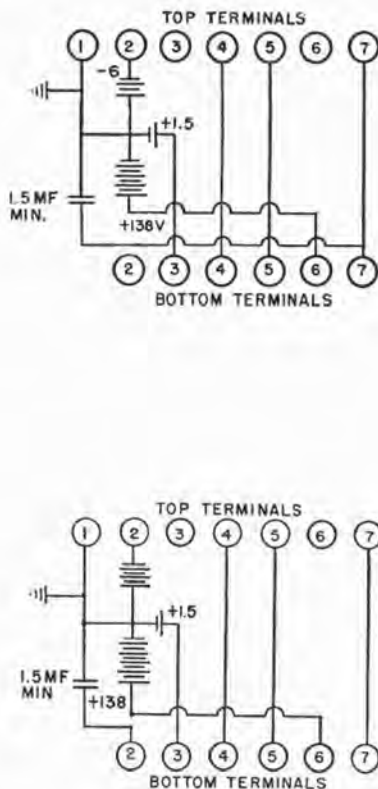 TOP TERMINALS
1 2 3 4 5 6 7
-6
+1.5
1.5 MF
MIN.
+138V
2 3 4 5 6 7
BOTTOM TERMINALS
TOP TERMINALS
1 2 3 4 5 6 7
+1.5
1.5MF
MIN
+138
2 3 4 5 6 7
BOTTOM TERMINALS